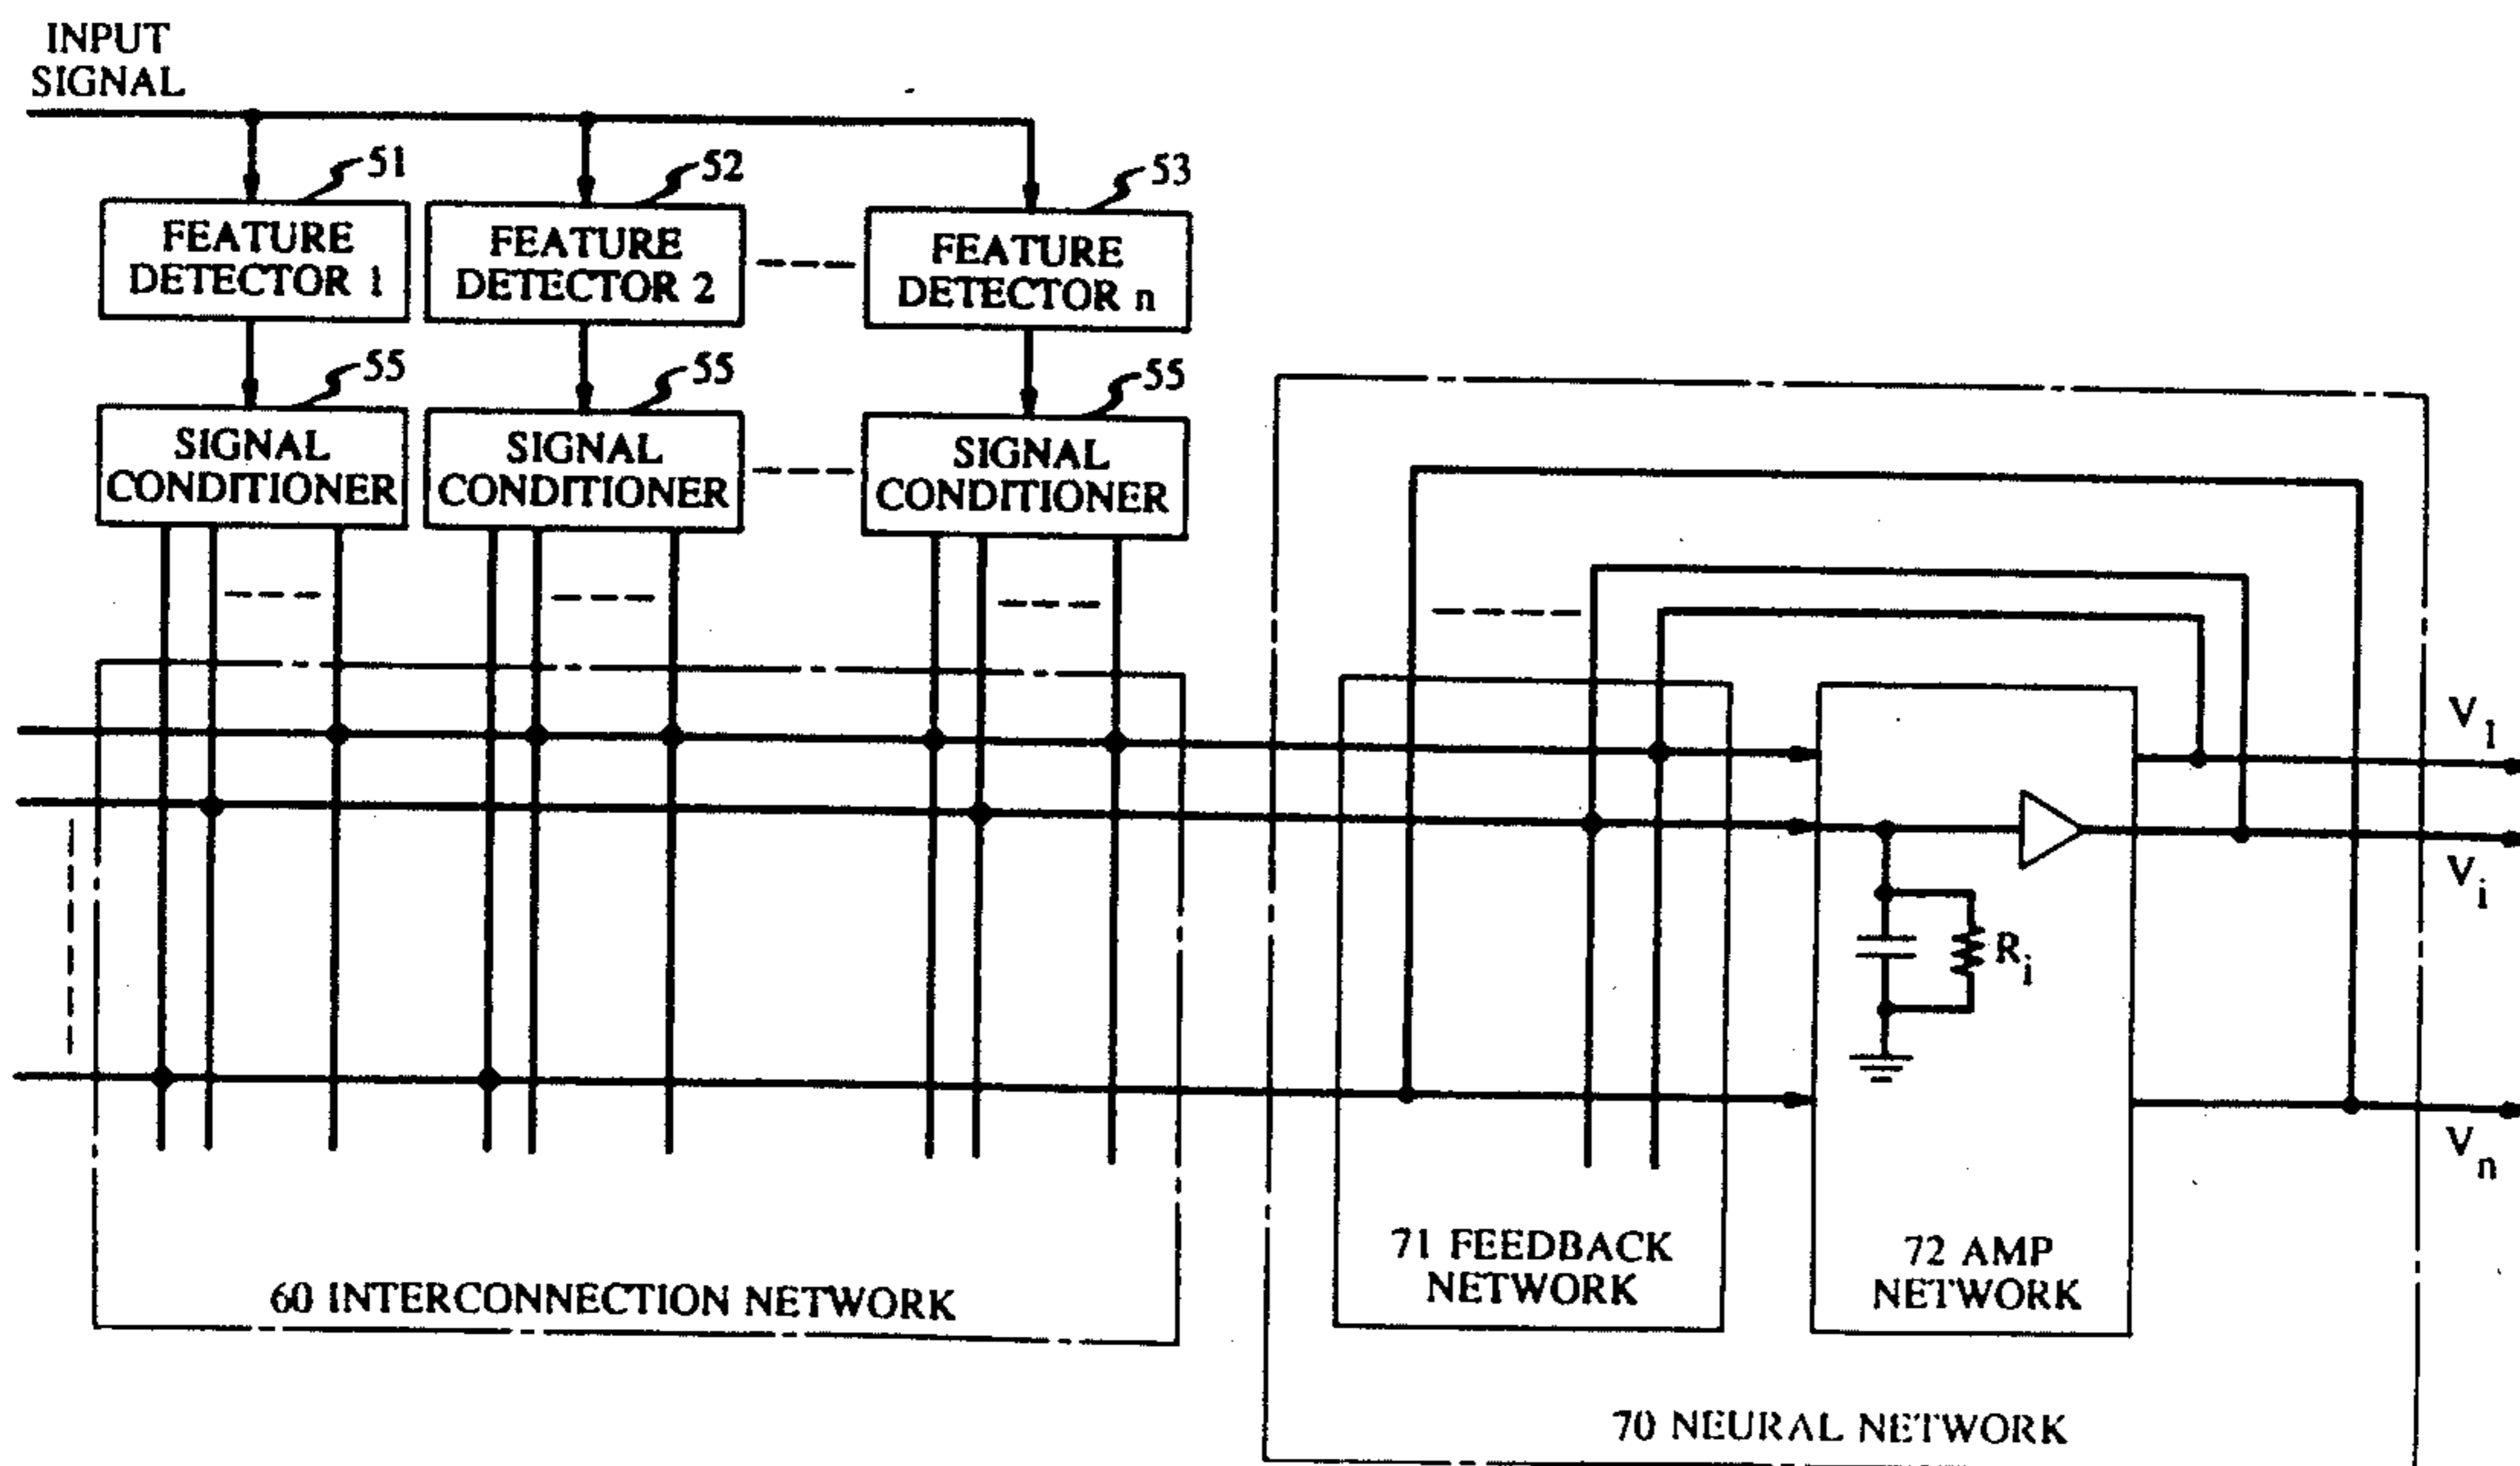 INPUT
SIGNAL
51
52
53
FEATURE
DETECTOR 1
FEATURE
DETECTOR 2
FEATURE
DETECTOR n
55
55
55
SIGNAL
CONDITIONER
SIGNAL
CONDITIONER
SIGNAL
CONDITIONER
V1
Vi
Ri
Vn
71 FEEDBACK
NETWORK
72 AMP
NETWORK
60 INTERCONNECTION NETWORK
70 NEURAL NETWORK